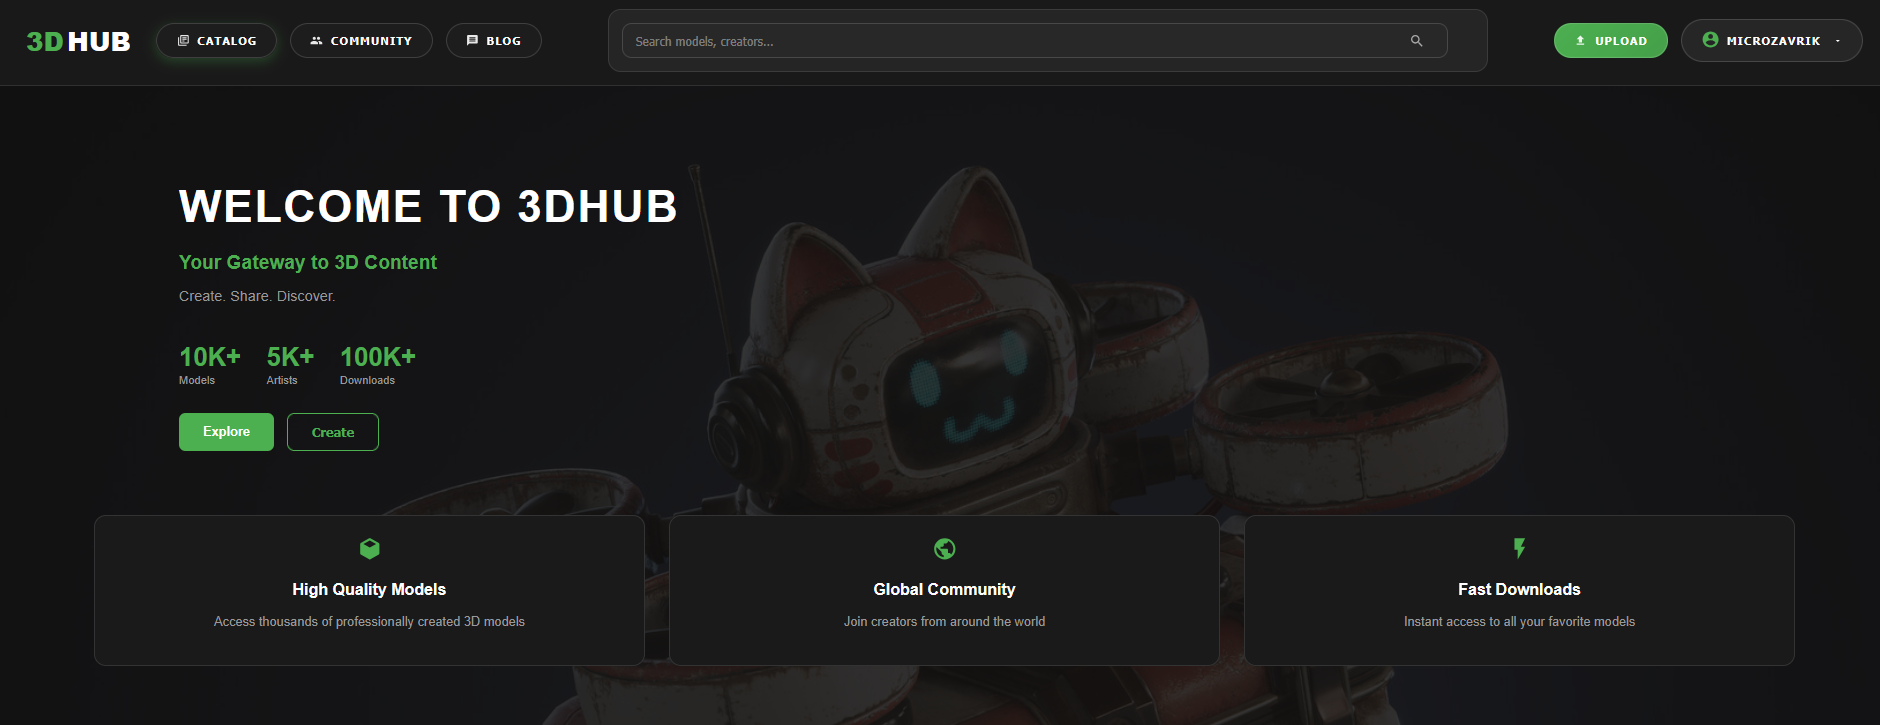 3DHUB
CATALOG
COMMUNITY
BLOG
Search models, creators...
UPLOAD
MICROZAVRIK
WELCOME TO 3DHUB
Your Gateway to 3D Content
Create. Share. Discover.
10K+ 5K+ 100K+
Models Artists Downloads
Explore Create
High Quality Models
Access thousands of professionally created 3D models
Global Community
Join creators from around the world
Fast Downloads
Instant access to all your favorite models